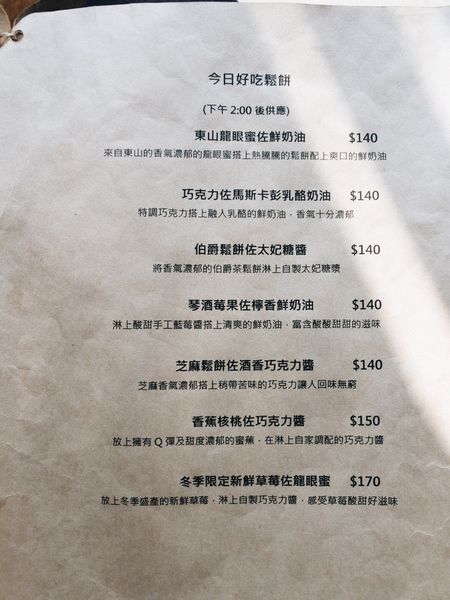 今日好吃鬆餅
(下午 2:00 後供應)
東山龍眼蜜佐鮮奶油 $140
來自東山的香氣濃郁的龍眼蜜搭上熱騰騰的鬆餅配上爽口的鮮奶油
巧克力佐馬斯卡彭乳酪奶油 $140
特調巧克力搭上融入乳酪的鮮奶油，香氣十分濃郁
伯爵鬆餅佐太妃糖醬 $140
將香氣濃郁的伯爵茶鬆餅淋上自製太妃糖漿
琴酒莓果佐檸香鮮奶油 $140
淋上酸甜手工藍莓醬搭上清爽的鮮奶油，富含酸酸甜甜的滋味
芝麻鬆餅佐酒香巧克力醬 $140
芝麻香氣濃郁搭上稍帶苦味的巧克力讓人回味無窮
香蕉核桃佐巧克力醬 $150
放上擁有 Q 彈及甜度濃郁的蜜蕉，在淋上自家調配的巧克力醬
冬季限定新鮮草莓佐龍眼蜜 $170
放上冬季盛產的新鮮草莓，淋上自製巧克力醬，感受草莓酸甜好滋味